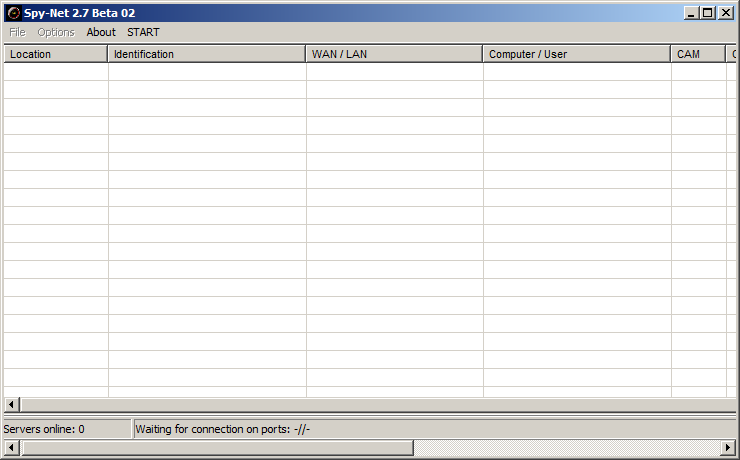 Spy-Net 2.7 Beta 02
File Options About START
Location Identification WAN / LAN Computer / User CAM
Servers online: 0 Waiting for connection on ports: -//-